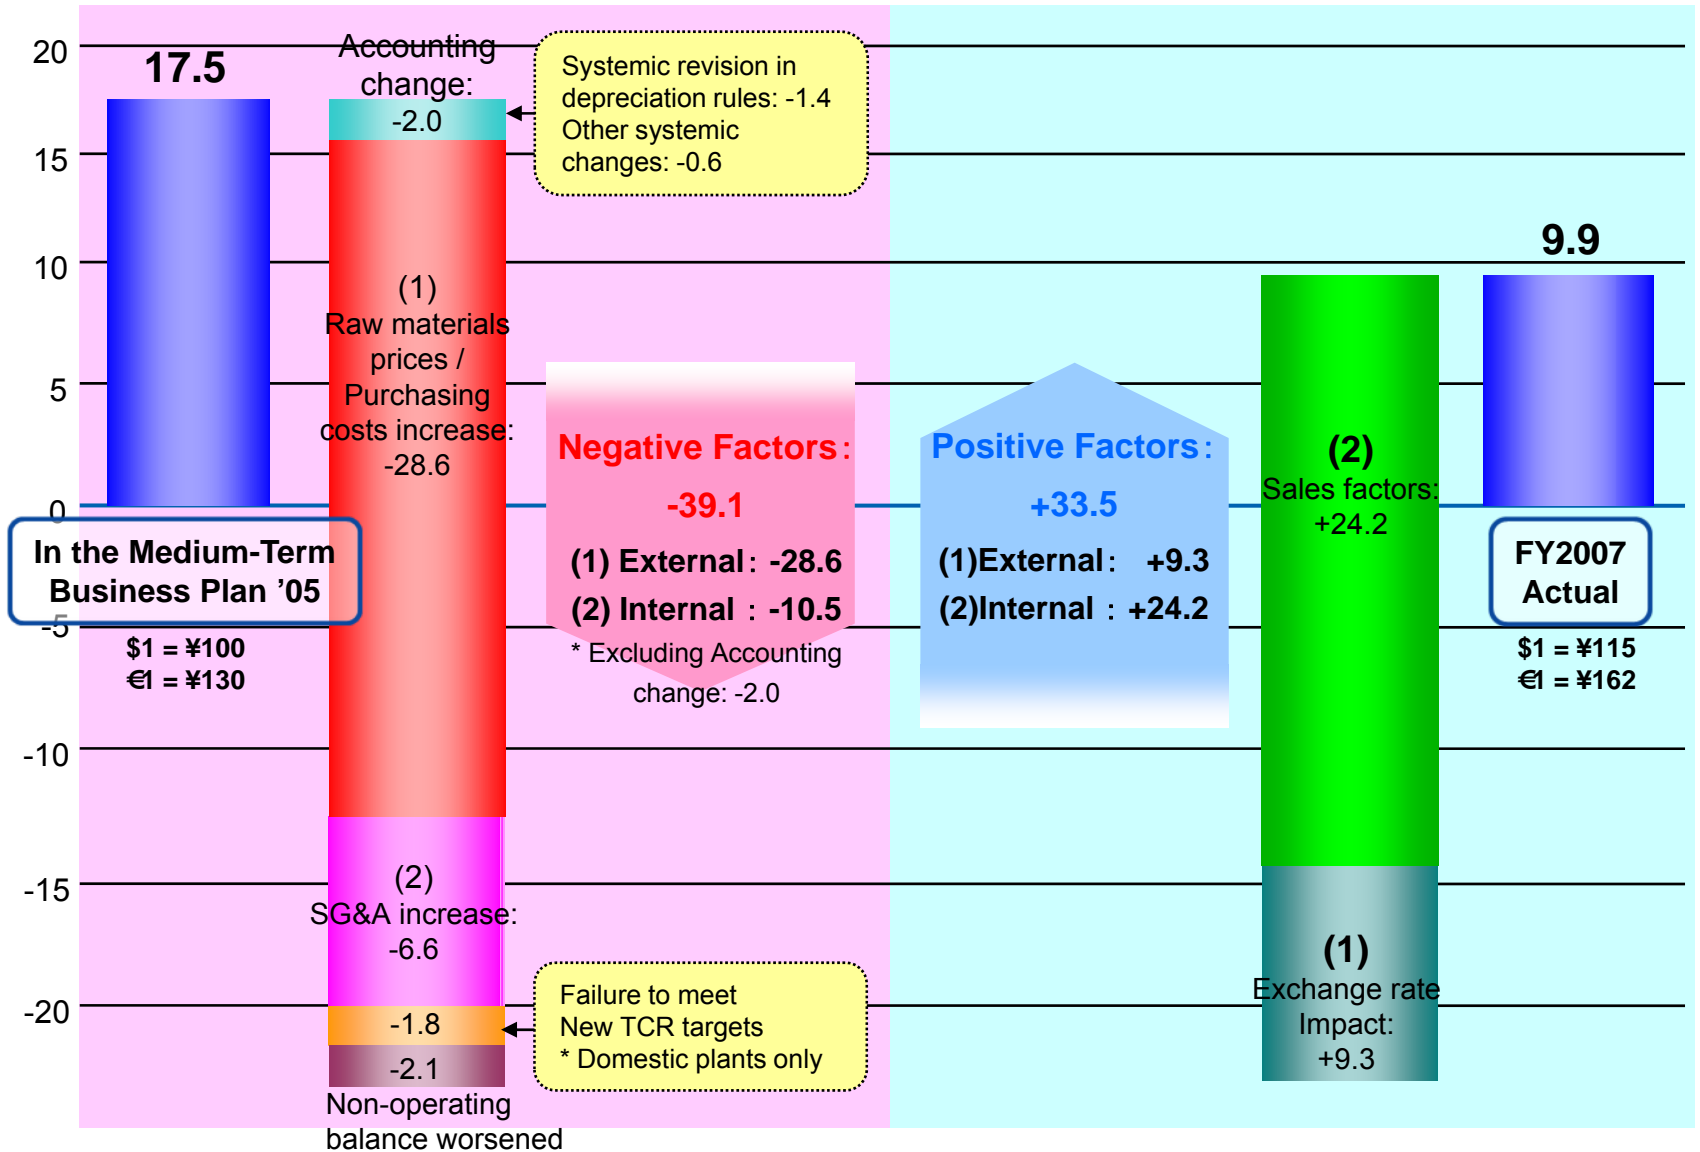 20
15
10
5
0
-5
-10
-15
-20
17.5
In the Medium-Term
Business Plan ’05
$1 = ¥100
€1 = ¥130
Accounting
change:
-2.0
Systemic revision in
depreciation rules: -1.4
Other systemic
changes: -0.6
(1)
Raw materials
prices /
Purchasing
costs increase:
-28.6
(2)
SG&A increase:
-6.6
-1.8
-2.1
Non-operating
balance worsened
Failure to meet
New TCR targets
* Domestic plants only
Negative Factors:
-39.1
(1) External: -28.6
(2) Internal : -10.5
* Excluding Accounting
change: -2.0
Positive Factors:
+33.5
(1)External: +9.3
(2)Internal : +24.2
(2)
Sales factors:
+24.2
(1)
Exchange rate
Impact:
+9.3
9.9
FY2007
Actual
$1 = ¥115
€1 = ¥162